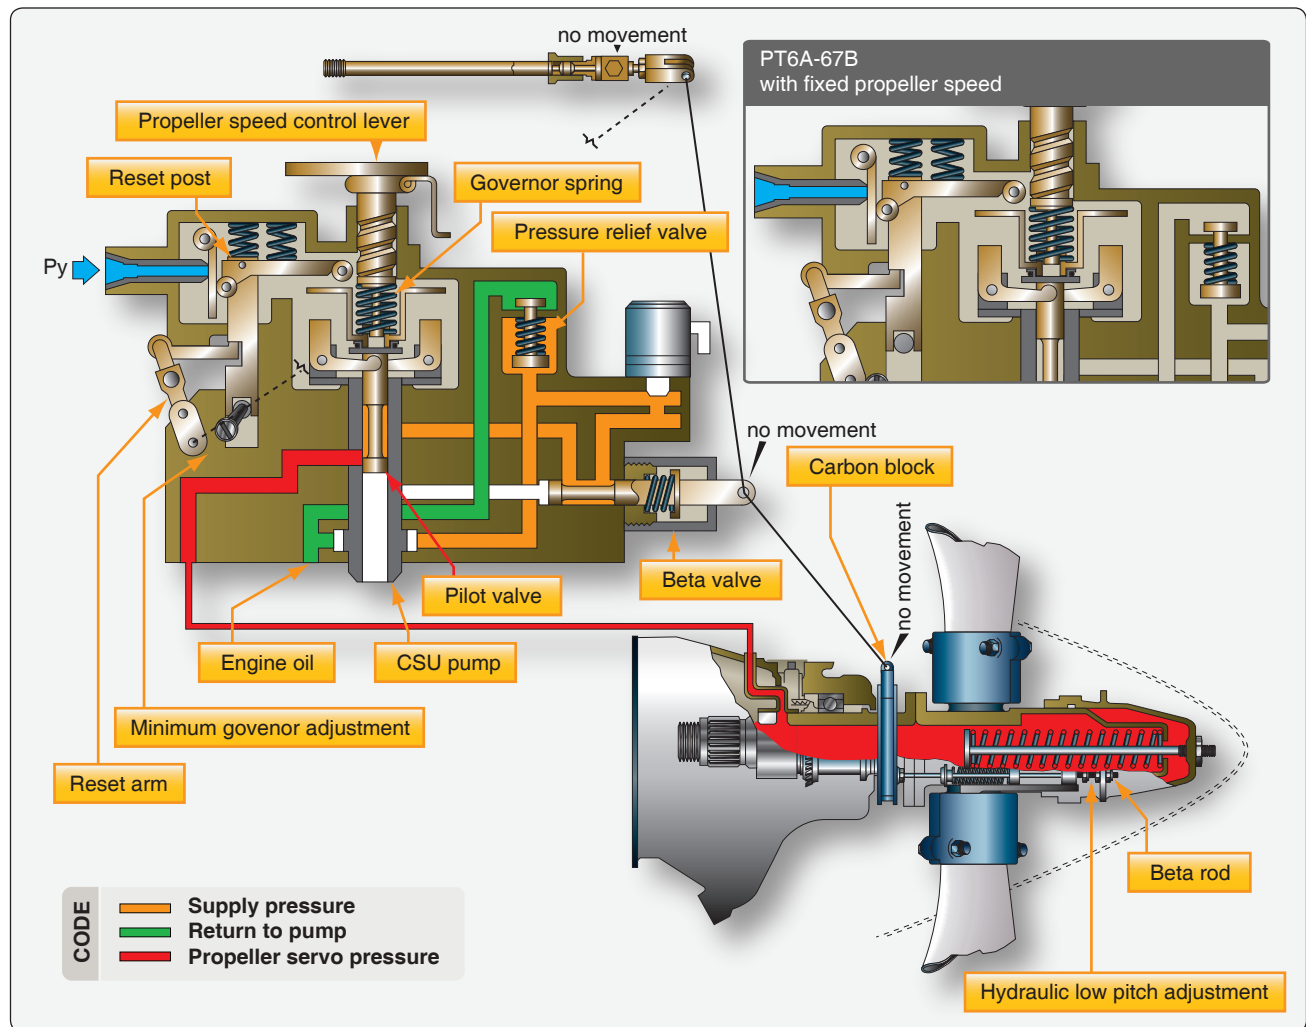 no movement
PT6A-67B
with fixed propeller speed
Propeller speed control lever
Reset post
Governor spring
Pressure relief valve
Py
no movement
Carbon block
no movement
Beta valve
Pilot valve
Engine oil
CSU pump
Minimum govenor adjustment
Reset arm
Beta rod
Hydraulic low pitch adjustment
CODE
Supply pressure
Return to pump
Propeller servo pressure